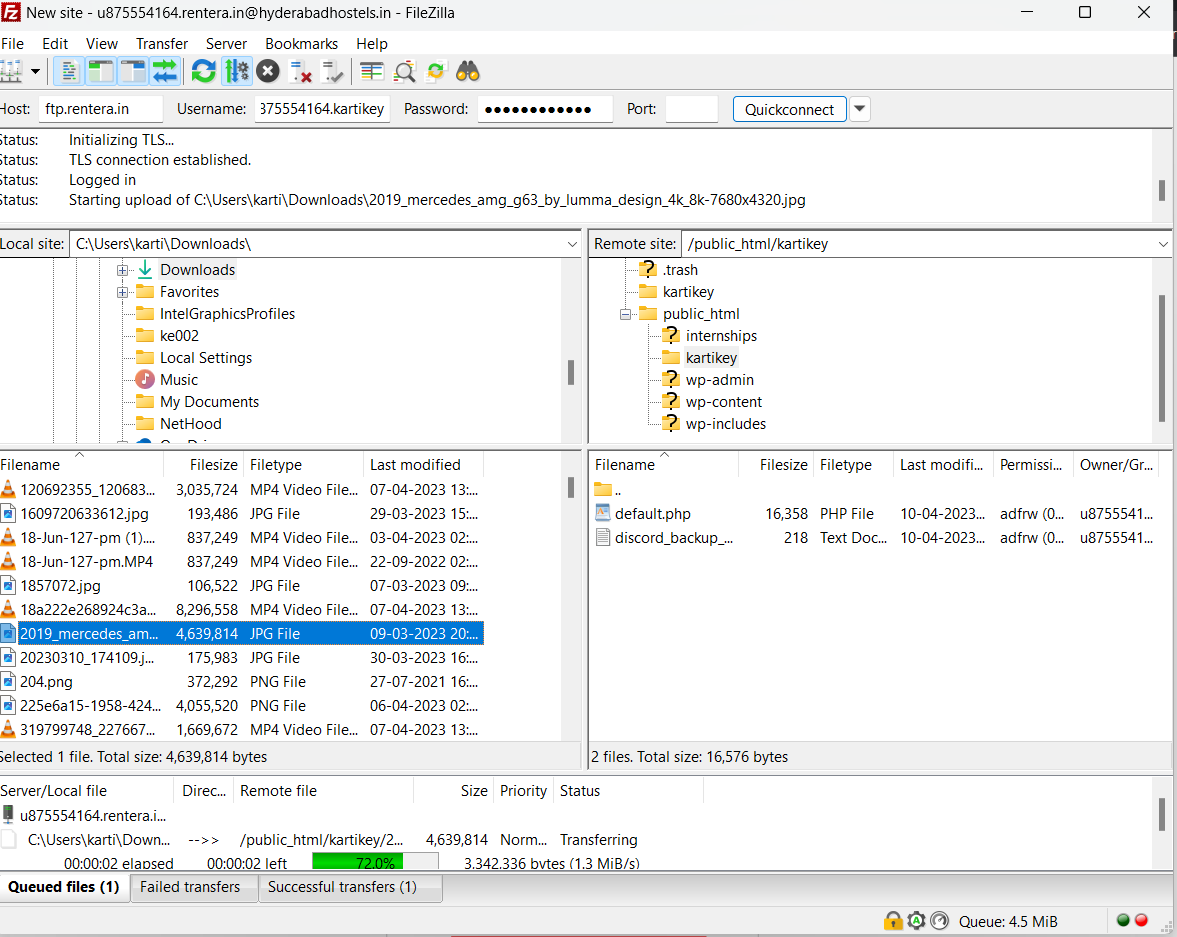 New site - u875554164.rentera.in@hyderabadhostels.in - FileZilla
File Edit View Transfer Server Bookmarks Help
Host: ftp.rentera.in Username: 375554164.kartikey Password: ●●●●●●●●●●●● Port: Quickconnect
Status: Initializing TLS...
Status: TLS connection established.
Status: Logged in
Status: Starting upload of C:\Users\karti\Downloads\2019_mercedes_amg_g63_by_lumma_design_4k_8k-7680x4320.jpg
Local site: C:\Users\karti\Downloads\
Downloads
Favorites
IntelGraphicsProfiles
ke002
Local Settings
Music
My Documents
NetHood
Remote site: /public_html/kartikey
.trash
kartikey
public_html
internships
kartikey
wp-admin
wp-content
wp-includes
Filename Filesize Filetype Last modified
120692355_120683... 3,035,724 MP4 Video File... 07-04-2023 13:...
1609720633612.jpg 193,486 JPG File 29-03-2023 15:...
18-Jun-127-pm (1).... 837,249 MP4 Video File... 03-04-2023 02:...
18-Jun-127-pm.MP4 837,249 MP4 Video File... 22-09-2022 02:...
1857072.jpg 106,522 JPG File 07-03-2023 09:...
18a222e268924c3a... 8,296,558 MP4 Video File... 07-04-2023 13:...
2019_mercedes_am... 4,639,814 JPG File 09-03-2023 20:...
20230310_174109.j... 175,983 JPG File 30-03-2023 16:...
204.png 372,292 PNG File 27-07-2021 16:...
225e6a15-1958-424... 4,055,520 PNG File 06-04-2023 02:...
319799748_227667... 1,669,672 MP4 Video File... 07-04-2023 13:...
Selected 1 file. Total size: 4,639,814 bytes
Filename Filesize Filetype Last modifi... Permissi... Owner/Gr...
..
default.php 16,358 PHP File 10-04-2023... adfrw (0... u8755541...
discord_backup_... 218 Text Doc... 10-04-2023... adfrw (0... u8755541...
2 files. Total size: 16,576 bytes
Server/Local file Direc... Remote file Size Priority Status
u875554164.rentera.i...
C:\Users\karti\Down... -->> /public_html/kartikey/2... 4,639,814 Norm... Transferring
00:00:02 elapsed 00:00:02 left 72.0% 3,342,336 bytes (1.3 MiB/s)
Queued files (1) Failed transfers Successful transfers (1)
Queue: 4.5 MiB